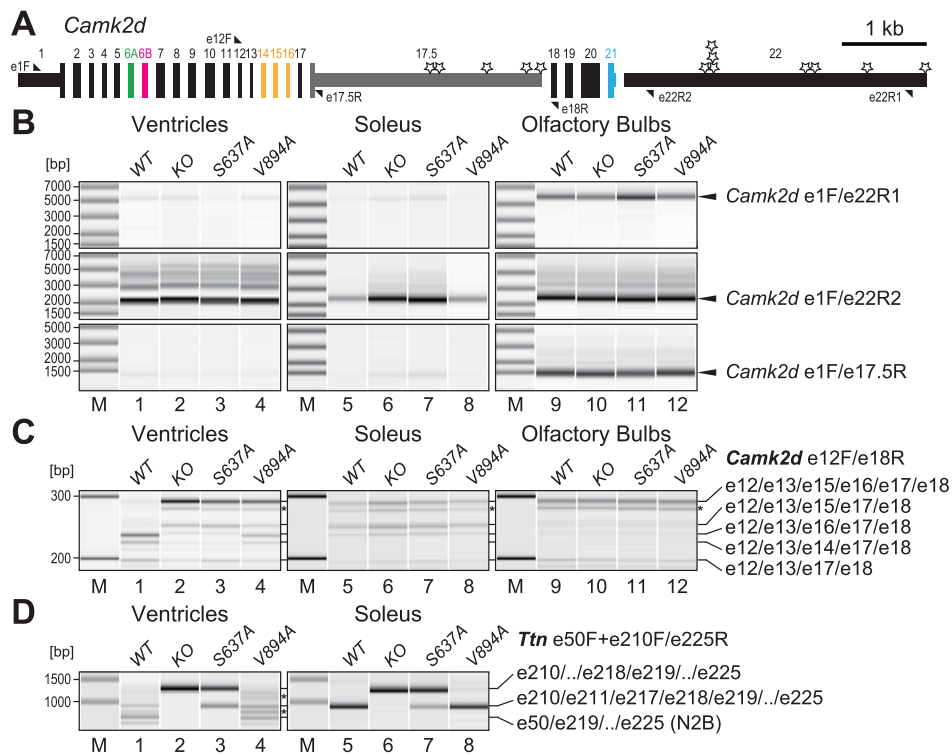 A Camk2d 1 kb
e12F
1 2 3 4 5 6A 6B 7 8 9 10 11 12 13 14 15 16 17 17.5 18 19 20 21 22
e1F e17.5R e18R e22R2 e22R1
B Ventricles Soleus Olfactory Bulbs
[bp] WT KO S637A V894A WT KO S637A V894A WT KO S637A V894A
7000
5000
3000
2000
1500
Camk2d e1F/e22R1
7000
5000
3000
2000
1500
Camk2d e1F/e22R2
5000
3000
2000
1500
Camk2d e1F/e17.5R
M 1 2 3 4 M 5 6 7 8 M 9 10 11 12
C Ventricles Soleus Olfactory Bulbs
[bp] WT KO S637A V894A WT KO S637A V894A WT KO S637A V894A
Camk2d e12F/e18R
300
200
* * *
e12/e13/e15/e16/e17/e18
e12/e13/e15/e17/e18
e12/e13/e16/e17/e18
e12/e13/e14/e17/e18
e12/e13/e17/e18
M 1 2 3 4 M 5 6 7 8 M 9 10 11 12
D Ventricles Soleus
[bp] WT KO S637A V894A WT KO S637A V894A
Ttn e50F+e210F/e225R
1500
1000
*
*
e210/../e218/e219/../e225
e210/e211/e217/e218/e219/../e225
e50/e219/../e225 (N2B)
M 1 2 3 4 M 5 6 7 8